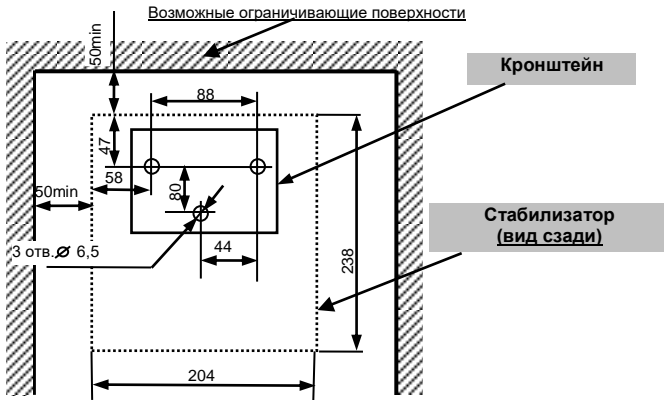 Возможные ограничивающие поверхности
50min
Кронштейн
88
47
58
80
50min
Стабилизатор
(вид сзади)
3 отв.Ø 6,5
44
238
204